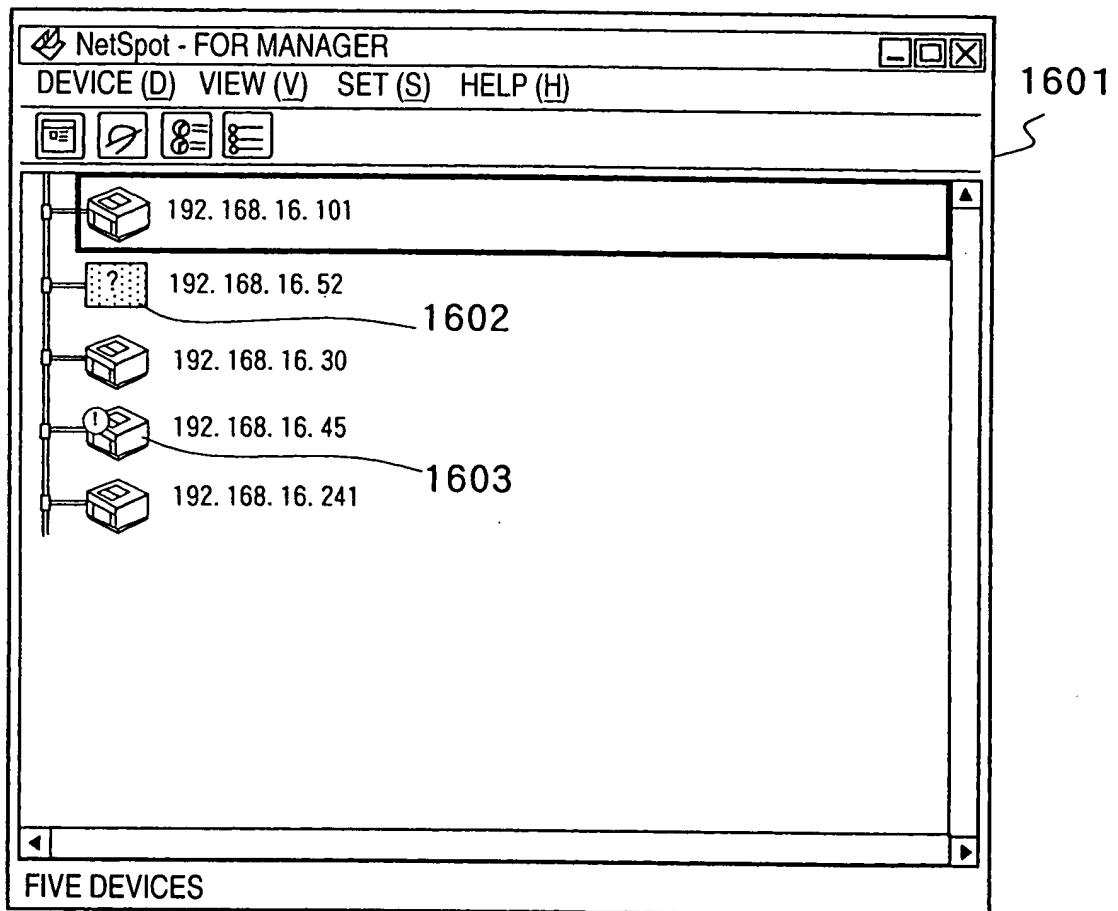 NetSpot - FOR MANAGER
DEVICE (D) VIEW (V) SET (S) HELP (H)
1601
192. 168. 16. 101
?
192. 168. 16. 52
1602
192. 168. 16. 30
!
192. 168. 16. 45
1603
192. 168. 16. 241
FIVE DEVICES